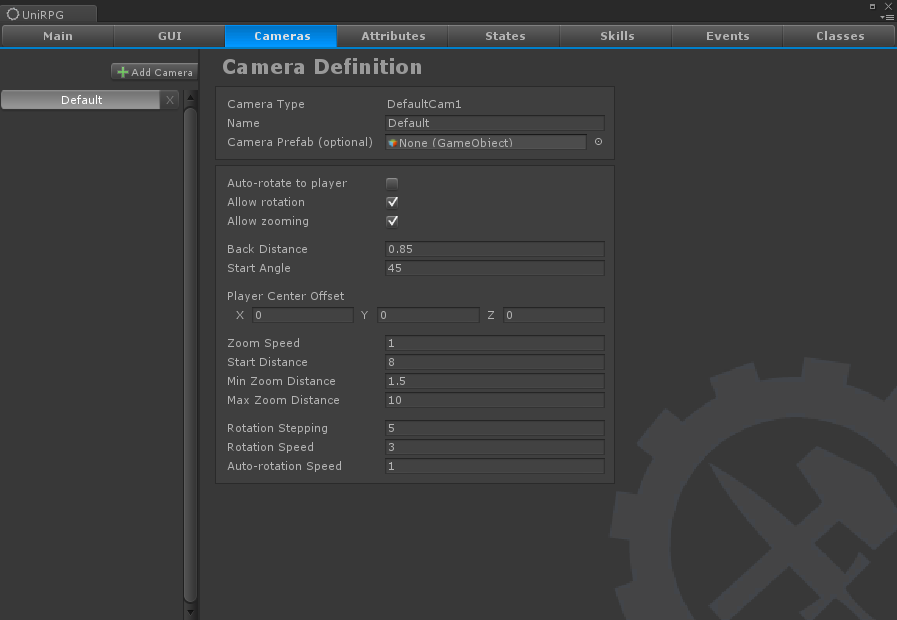 UniRPG
Main GUI Cameras Attributes States Skills Events Classes
Add Camera
Default X
Camera Definition
Camera Type DefaultCam1
Name Default
Camera Prefab (optional) None (GameObject)
Auto-rotate to player
Allow rotation
Allow zooming
Back Distance 0.85
Start Angle 45
Player Center Offset
X 0 Y 0 Z 0
Zoom Speed 1
Start Distance 8
Min Zoom Distance 1.5
Max Zoom Distance 10
Rotation Stepping 5
Rotation Speed 3
Auto-rotation Speed 1